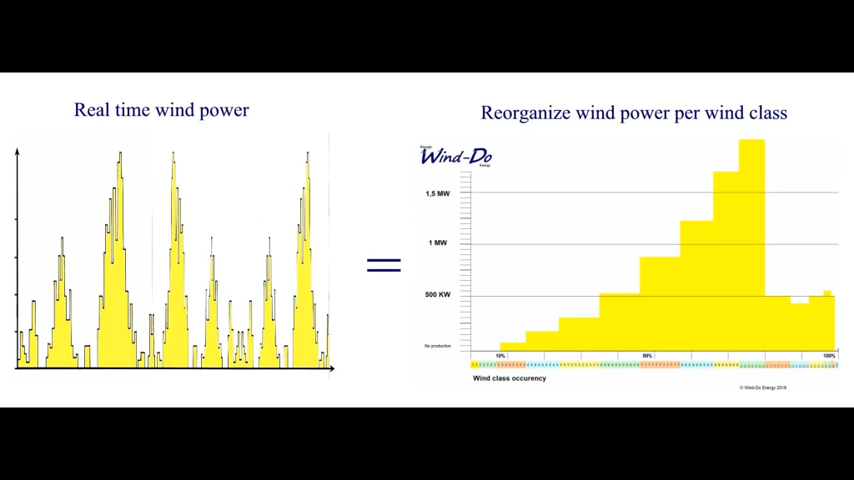 Real time wind power
Reorganize wind power per wind class
Wind-Do
Energy
=
1,5 MW
1 MW
500 KW
No production
10%
50%
100%
Wind class occurency
© Wind-Do Energy 2018